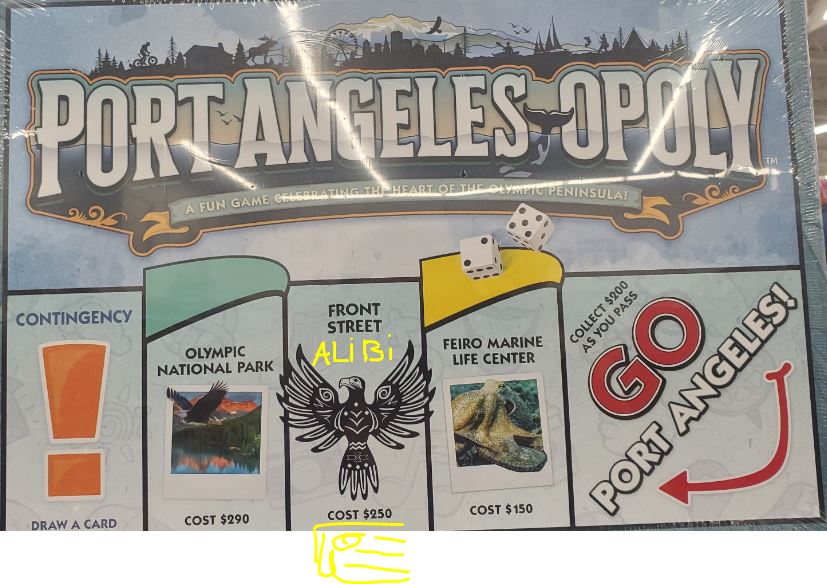 PORT ANGELES-OPOLY
TM
A FUN GAME CELEBRATING THE HEART OF THE OLYMPIC PENINSULA!
CONTINGENCY
DRAW A CARD
OLYMPIC
NATIONAL PARK
COST $290
FRONT
STREET
ALiBi
COST $250
FEIRO MARINE
LIFE CENTER
COST $150
COLLECT $200
AS YOU PASS
GO
PORT ANGELES!